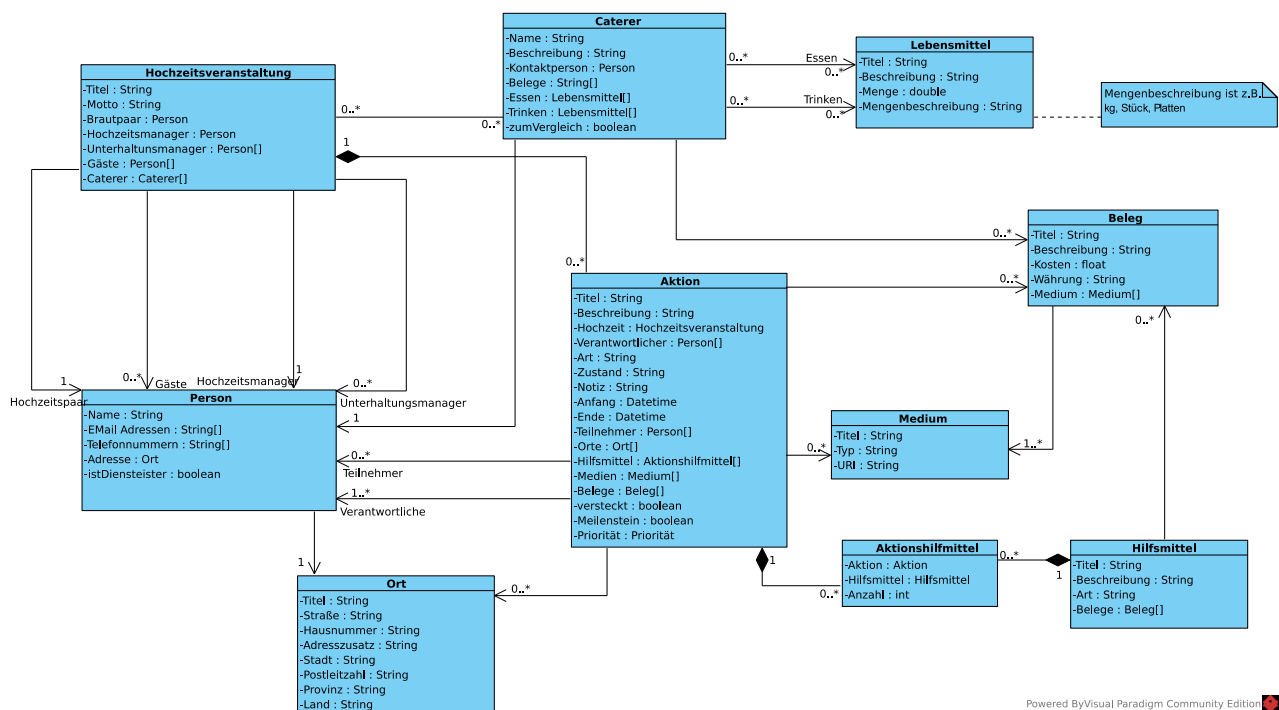 Caterer
-Name : String
-Beschreibung : String
-Kontaktperson : Person
-Belege : String[]
-Essen : Lebensmittel[]
-Trinken : Lebensmittel[]
-zumVergleich : boolean
Lebensmittel
-Titel : String
-Beschreibung : String
-Menge : double
-Mengenbeschreibung : String
Mengenbeschreibung ist z.B.
kg, Stück, Platten
Hochzeitsveranstaltung
-Titel : String
-Motto : String
-Brautpaar : Person
-Hochzeitsmanager : Person
-Unterhaltunsmanager : Person[]
-Gäste : Person[]
-Caterer : Caterer[]
0..*
Essen
0..*
0..*
Trinken
0..*
0..*
0..*
1
0..*
Beleg
-Titel : String
-Beschreibung : String
-Kosten : float
-Währung : String
-Medium : Medium[]
0..*
0..*
0..*
Aktion
-Titel : String
-Beschreibung : String
-Hochzeit : Hochzeitsveranstaltung
-Verantwortlicher : Person[]
-Art : String
-Zustand : String
-Notiz : String
-Anfang : Datetime
-Ende : Datetime
-Teilnehmer : Person[]
-Orte : Ort[]
-Hilfsmittel : Aktionshilfmittel[]
-Medien : Medium[]
-Belege : Beleg[]
-versteckt : boolean
-Meilenstein : boolean
-Priorität : Priorität
1
Hochzeitspaar
0..*
Gäste
1
Hochzeitsmanager
0..*
Unterhaltungsmanager
1
0..*
Teilnehmer
1..*
Verantwortliche
Person
-Name : String
-EMail Adressen : String[]
-Telefonnummern : String[]
-Adresse : Ort
-istDiensteister : boolean
Medium
-Titel : String
-Typ : String
-URI : String
0..*
1..*
Aktionshilfmittel
-Aktion : Aktion
-Hilfsmittel : Hilfsmittel
-Anzahl : int
1
0..*
0..*
1
Hilfsmittel
-Titel : String
-Beschreibung : String
-Art : String
-Belege : Beleg[]
1
0..*
Ort
-Titel : String
-Straße : String
-Hausnummer : String
-Adresszusatz : String
-Stadt : String
-Postleitzahl : String
-Provinz : String
-Land : String
Powered ByVisual Paradigm Community Edition